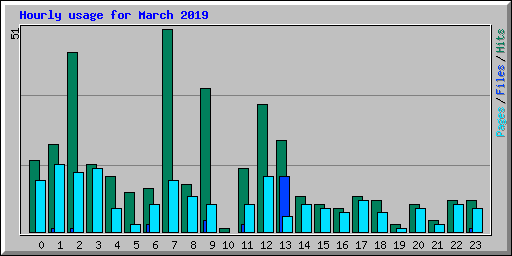 Hourly usage for March 2019
51
Pages/Files/Hits
0 1 2 3 4 5 6 7 8 9 10 11 12 13 14 15 16 17 18 19 20 21 22 23